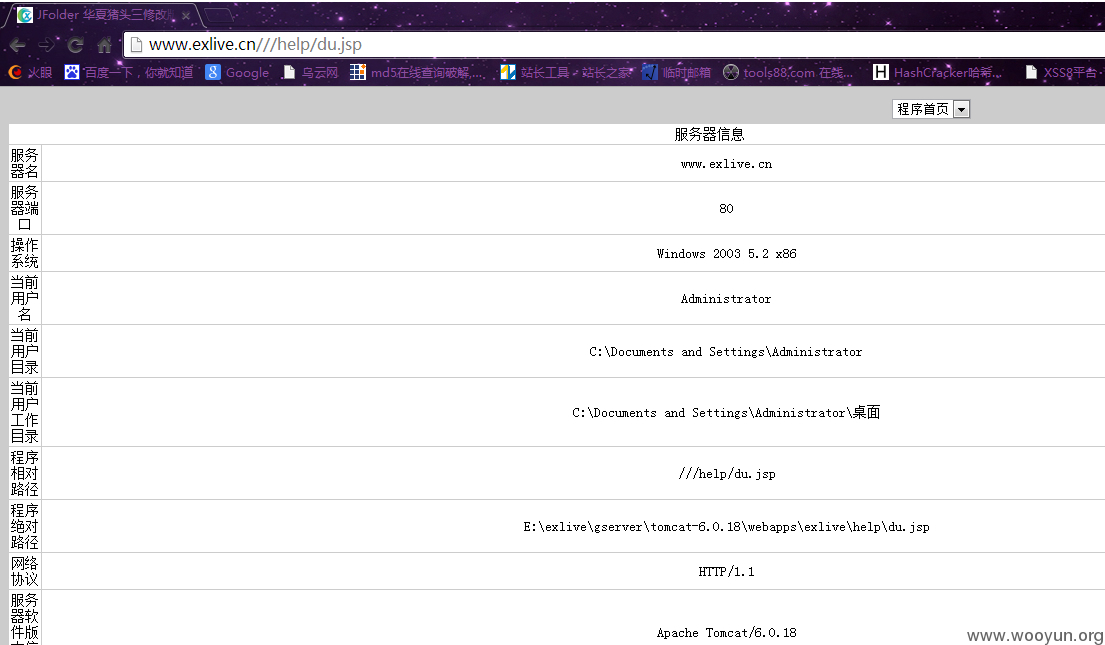 JFolder 华夏猪头三修改
www.exlive.cn///help/du.jsp
火眼
百度一下，你就知道
Google
乌云网
md5在线查询破解,...
站长工具 - 站长之家
临时邮箱
tools88.com 在线...
HashCracker哈希...
XSS8平台
程序首页
服务器信息
服务
器名
www.exlive.cn
服务
器端
口
80
操作
系统
Windows 2003 5.2 x86
当前
用户
名
Administrator
当前
用户
目录
C:\Documents and Settings\Administrator
当前
用户
工作
目录
C:\Documents and Settings\Administrator\桌面
程序
相对
路径
///help/du.jsp
程序
绝对
路径
E:\exlive\gserver\tomcat-6.0.18\webapps\exlive\help\du.jsp
网络
协议
HTTP/1.1
服务
器软
件版
Apache Tomcat/6.0.18
www.wooyun.org